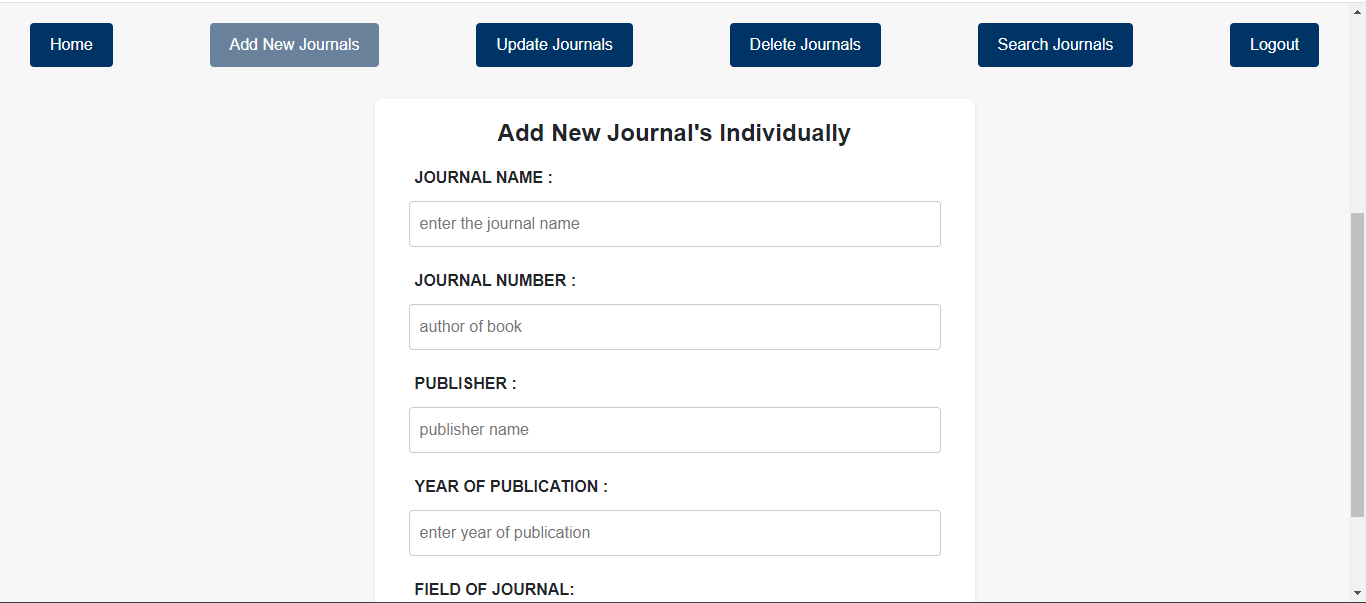 Home Add New Journals Update Journals Delete Journals Search Journals Logout
Add New Journal's Individually
JOURNAL NAME :
enter the journal name
JOURNAL NUMBER :
author of book
PUBLISHER :
publisher name
YEAR OF PUBLICATION :
enter year of publication
FIELD OF JOURNAL: